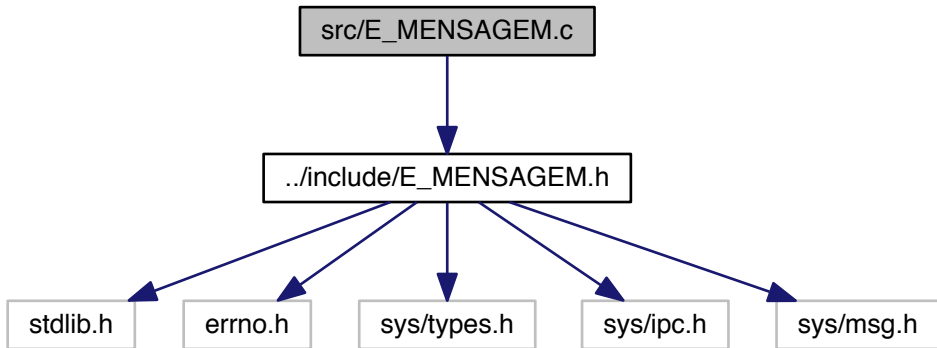 src/E_MENSAGEM.c
../include/E_MENSAGEM.h
stdlib.h
errno.h
sys/types.h
sys/ipc.h
sys/msg.h